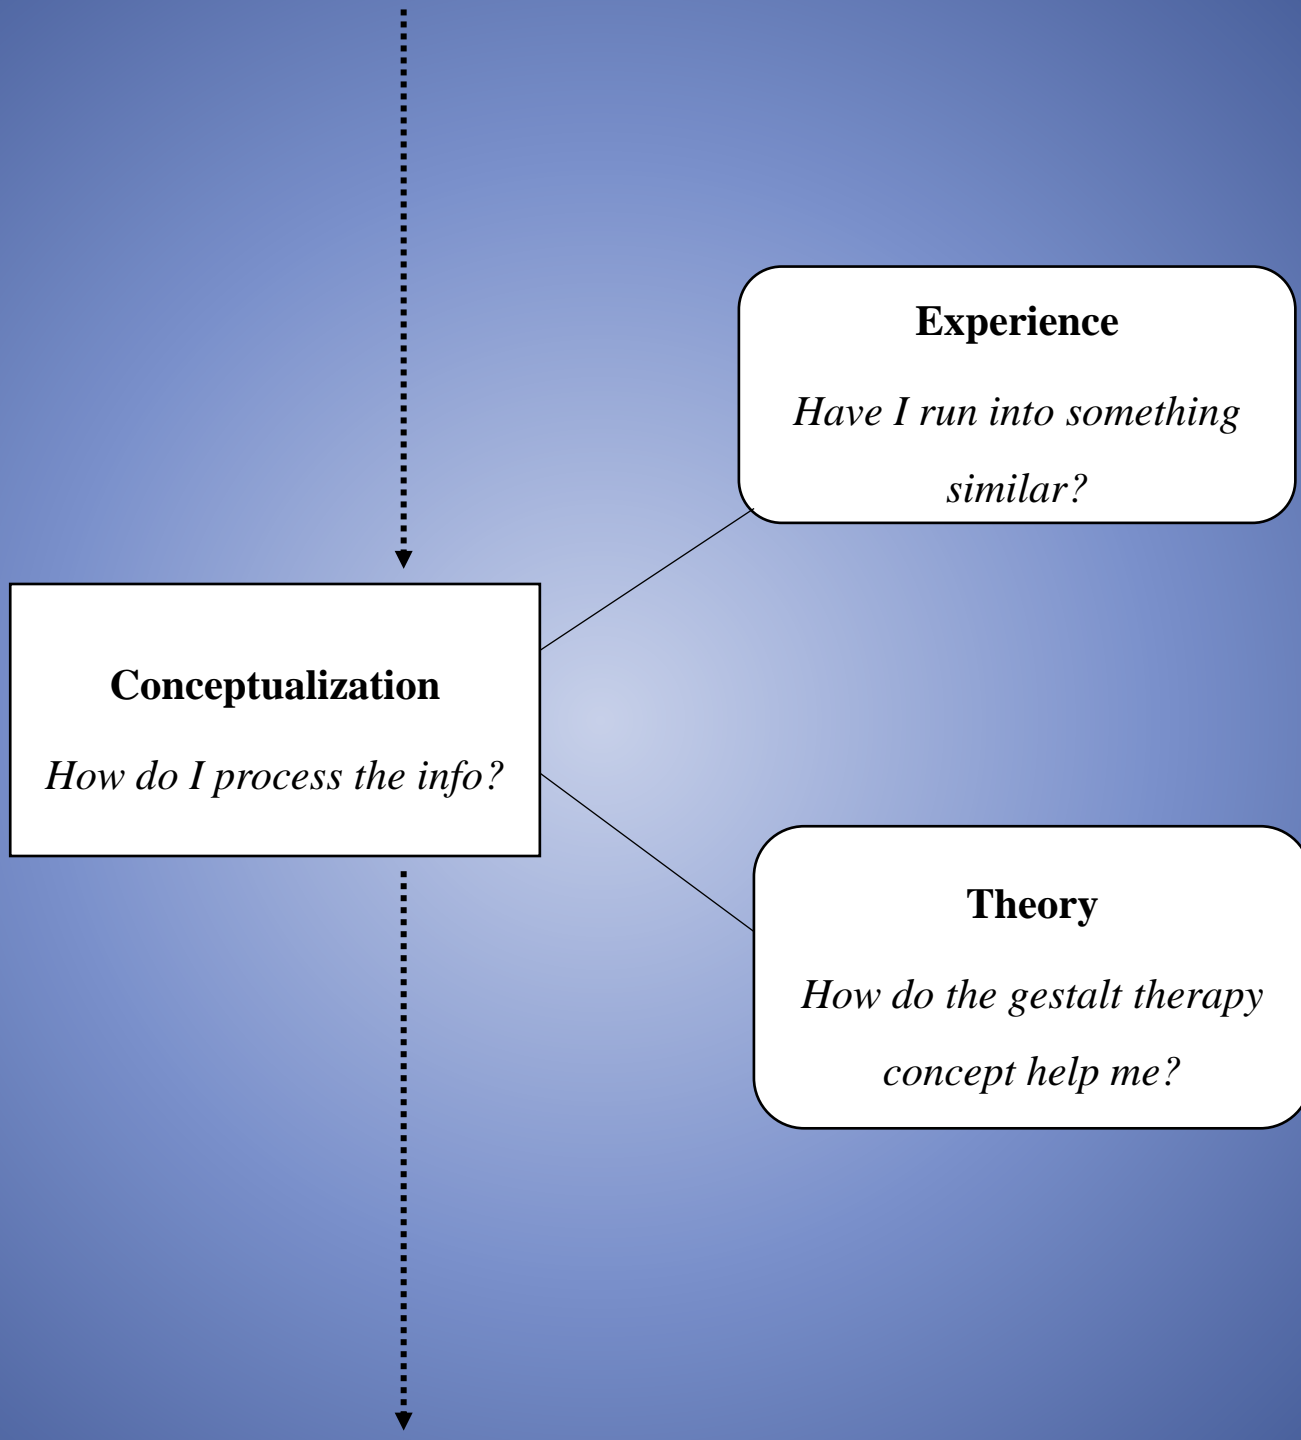 Experience
Have I run into something
similar?
Conceptualization
How do I process the info?
Theory
How do the gestalt therapy
concept help me?